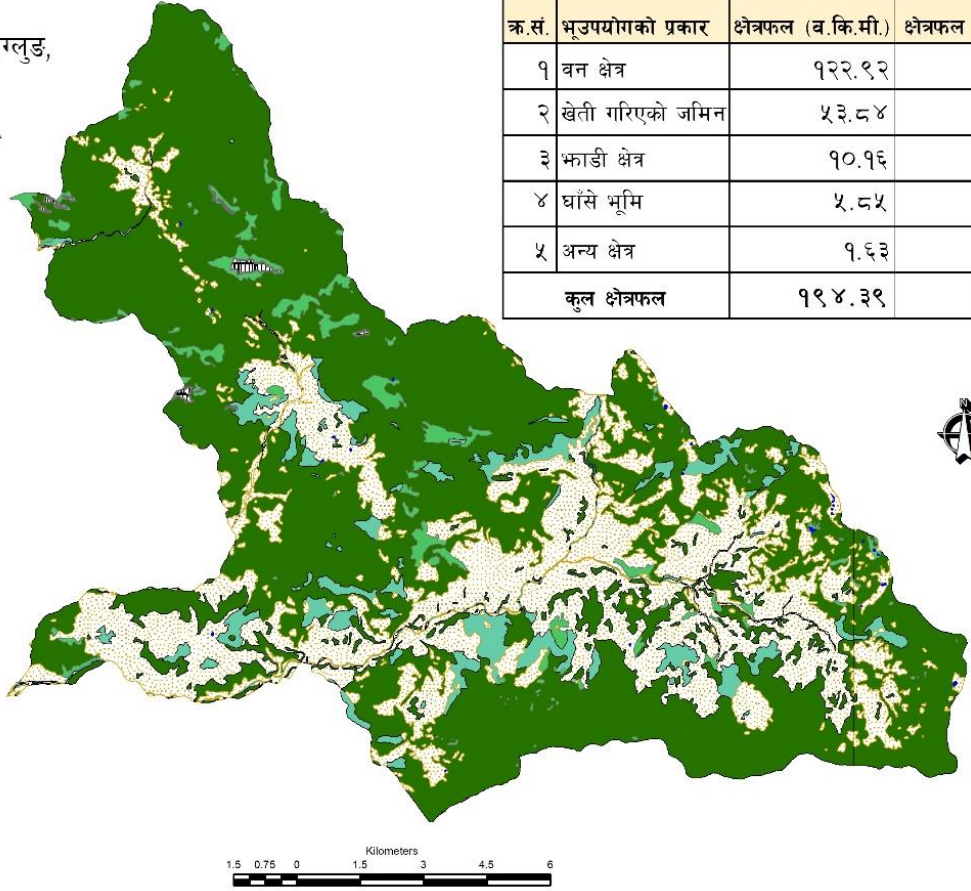 ग्लुङ,
क्र.सं. भूउपयोगको प्रकार क्षेत्रफल (व.कि.मी.) क्षेत्रफल
१ वन क्षेत्र १२२.९२
२ खेती गरिएको जमिन ५३.८४
३ झाडी क्षेत्र १०.१६
४ घाँसे भूमि ५.८५
५ अन्य क्षेत्र १.६३
कुल क्षेत्रफल १९४.३९
N
Kilometers
1.5 0.75 0 1.5 3 4.5 6